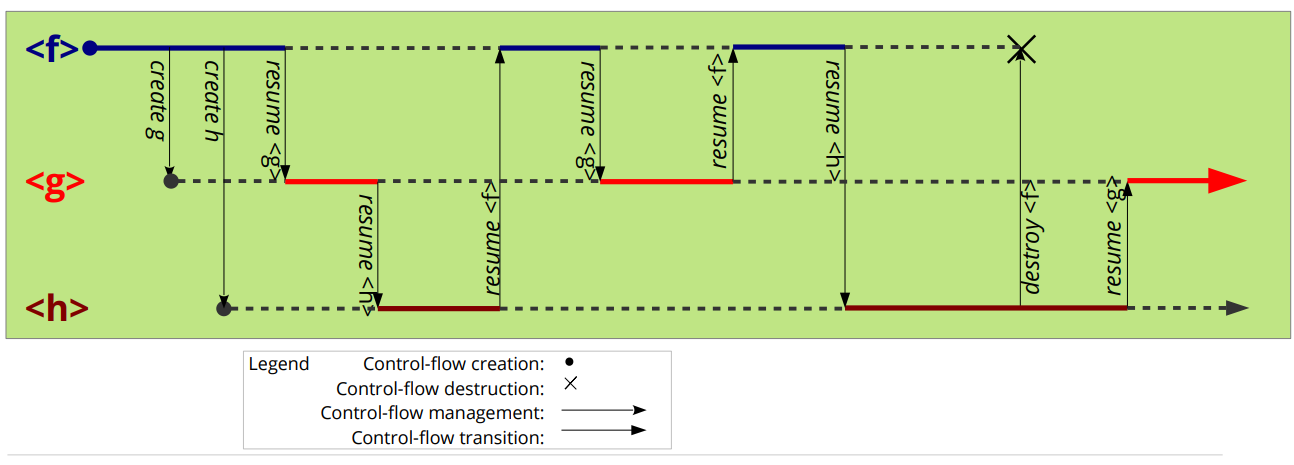 <f>
create g
create h
resume <g>
resume <g>
resume <f>
resume <h>
<g>
resume <h>
resume <f>
destroy <f>
resume <g>
<h>
Legend
Control-flow creation:
Control-flow destruction:
Control-flow management:
Control-flow transition: